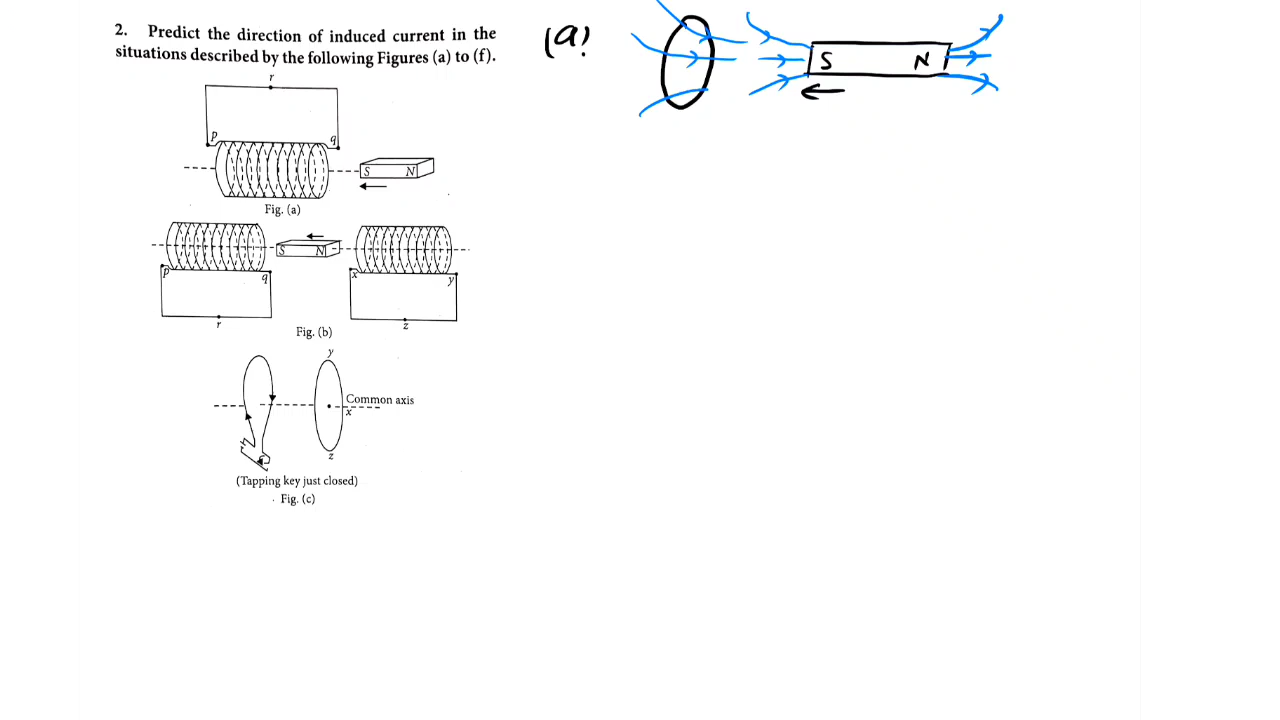 2. Predict the direction of induced current in the
situations described by the following Figures (a) to (f).
(a)
S N
r
p q
S N
Fig. (a)
S N
p q x y
r z
Fig. (b)
y
Common axis
x
z
(Tapping key just closed)
Fig. (c)